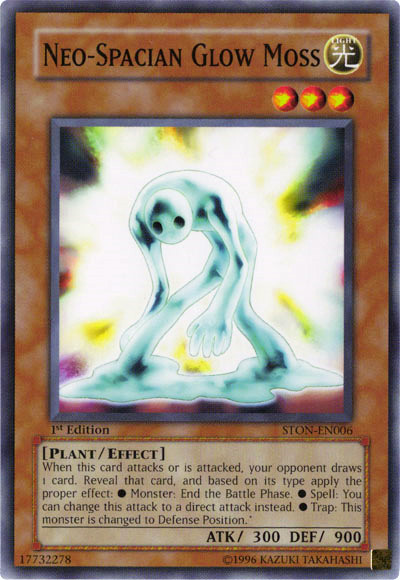 NEO-SPACIAN GLOW MOSS
LIGHT
光
1st Edition
STON-EN006
[PLANT/EFFECT]
When this card attacks or is attacked, your opponent draws
1 card. Reveal that card, and based on its type apply the
proper effect: ● Monster: End the Battle Phase. ● Spell: You
can change this attack to a direct attack instead. ● Trap: This
monster is changed to Defense Position.
ATK/ 300 DEF/ 900
17732278
©1996 KAZUKI TAKAHASHI